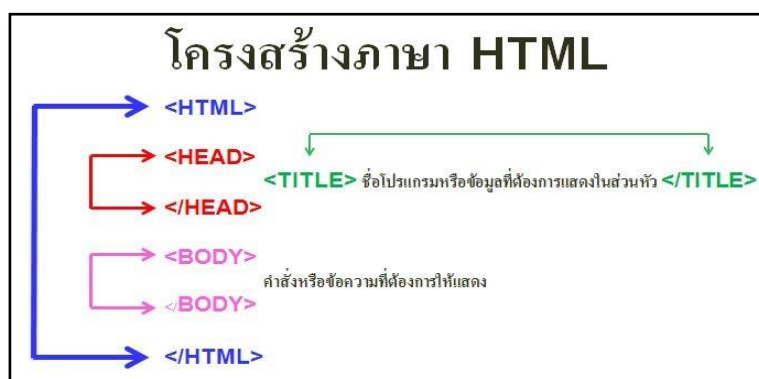 โครงสร้างภาษา HTML
<HTML>
<HEAD>
<TITLE> ชื่อโปรแกรมหรือข้อมูลที่ต้องการแสดงในส่วนหัว </TITLE>
</HEAD>
<BODY>
คำสั่งหรือข้อความที่ต้องการให้แสดง
</BODY>
</HTML>